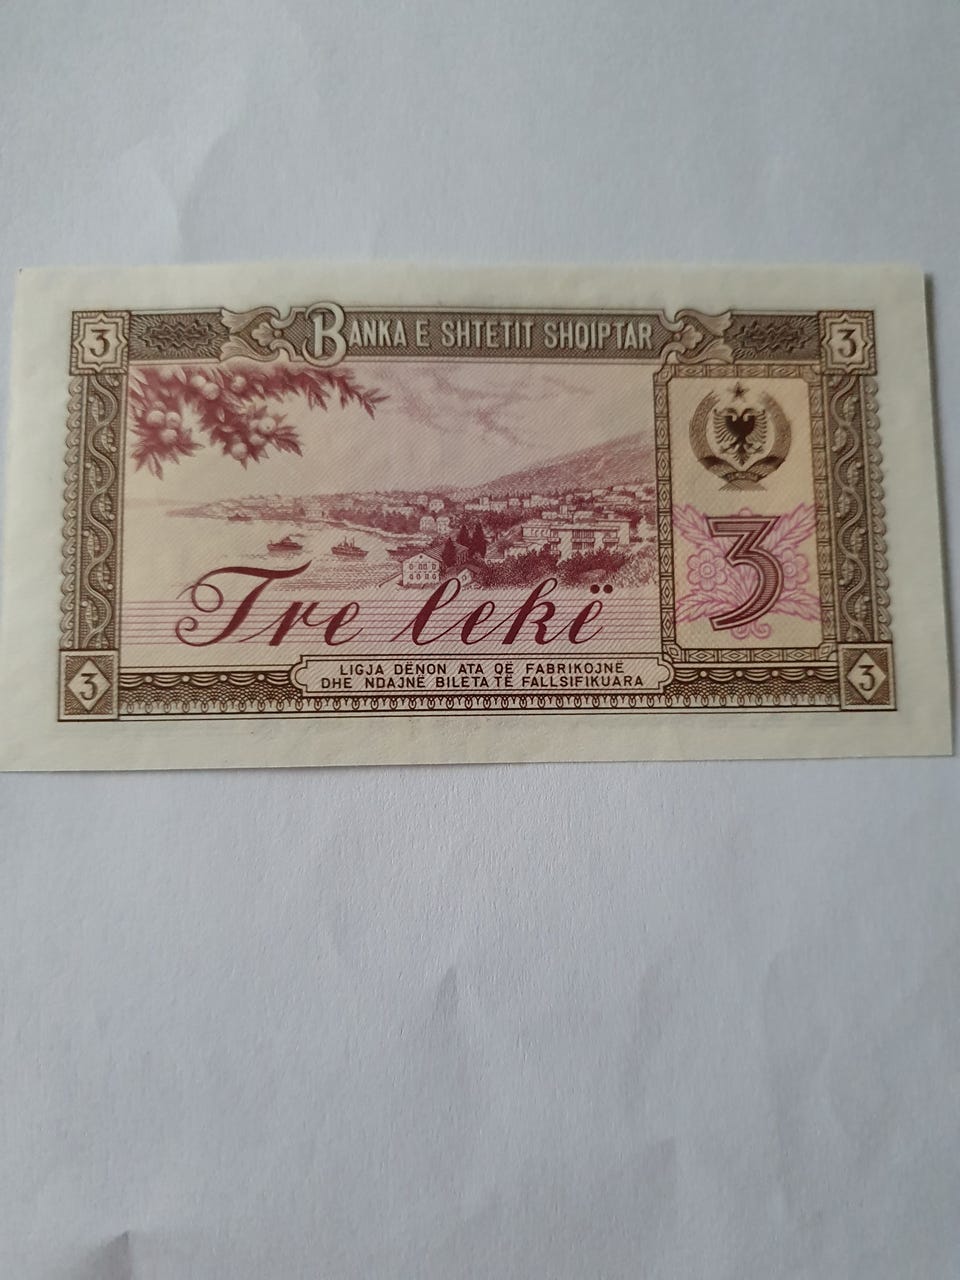 3 BANKA E SHTETIT SHQIPTAR 3
3
Tre lekë
LIGJA DËNON ATA QË FABRIKOJNË
DHE NDAJNË BILETA TË FALLSIFIKUARA
3 3